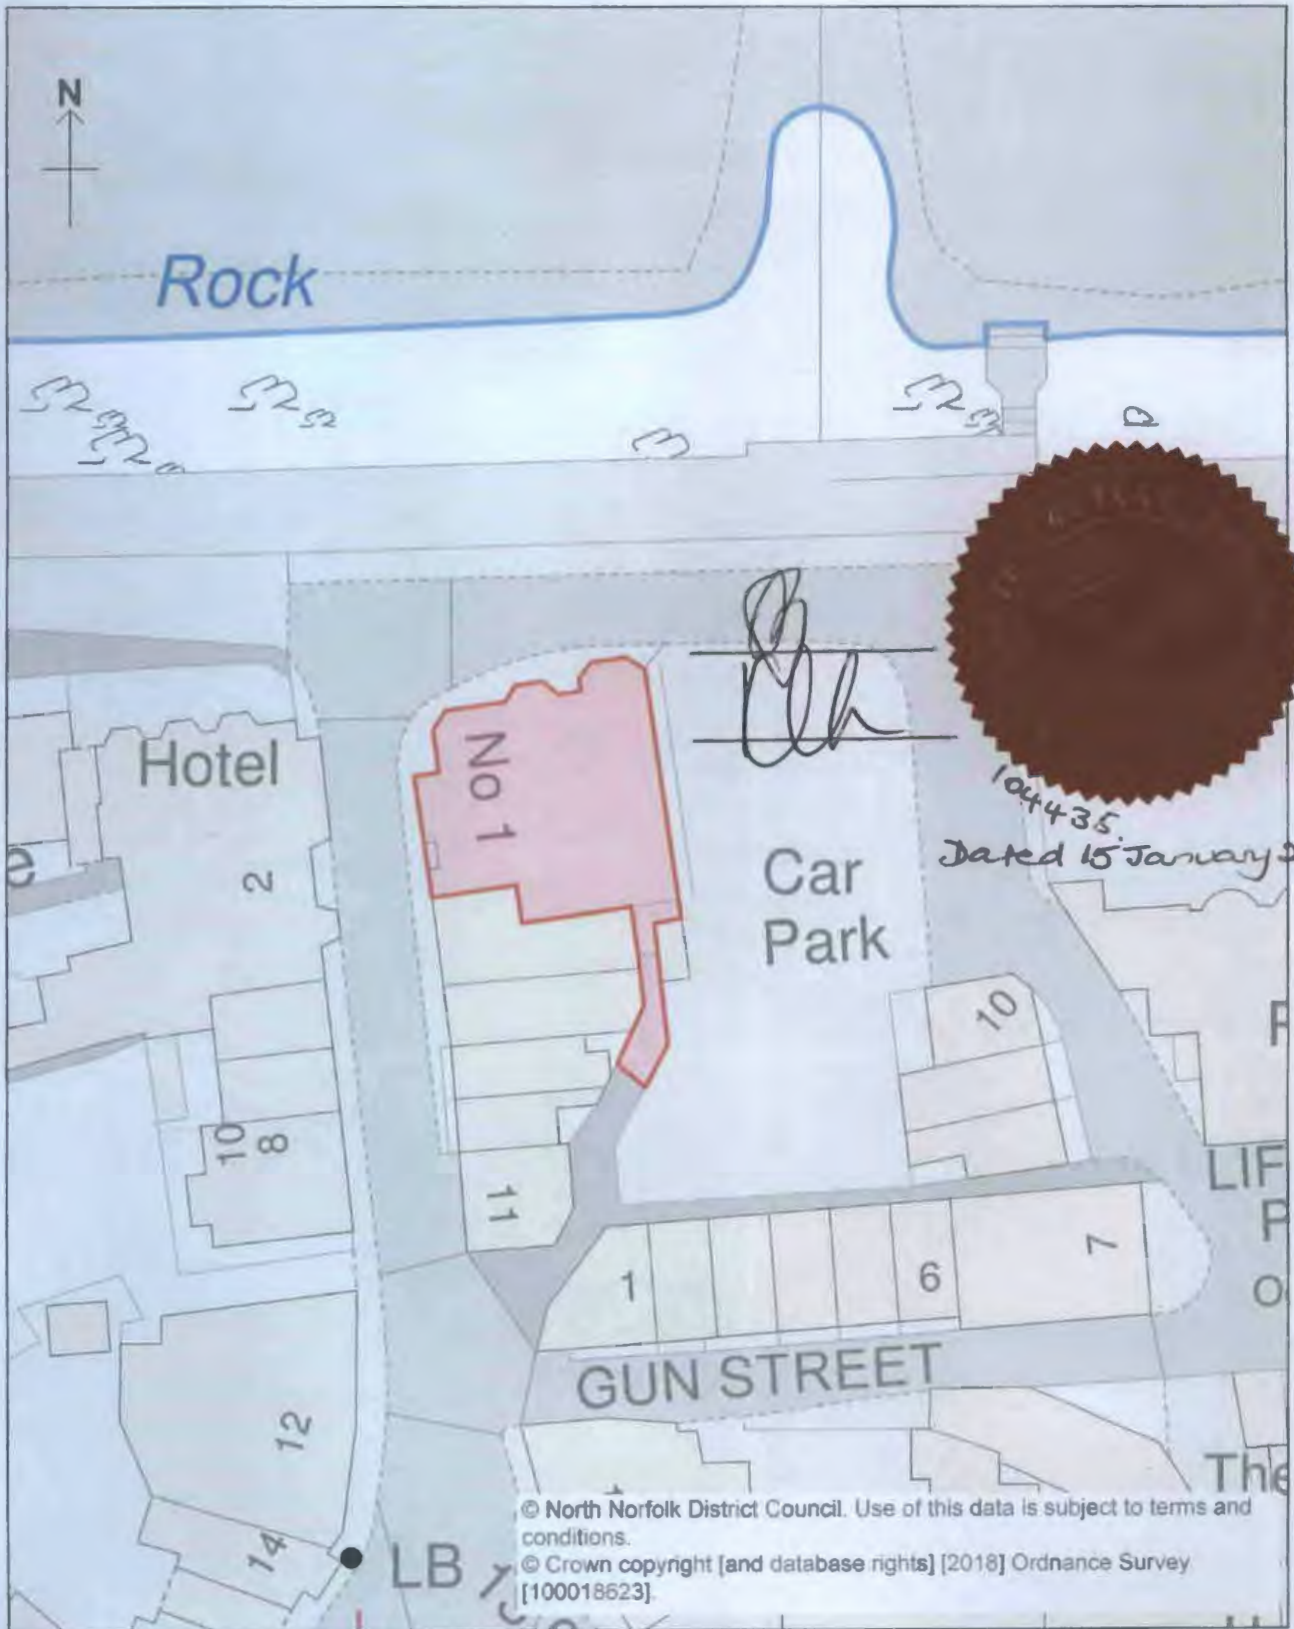 N
Rock
Hotel
2
No 1
Car
Park
104435.
Dated 15 January
10
10
8
11
LIF
P
1
6
7
O
GUN STREET
12
The
14
LB
© North Norfolk District Council. Use of this data is subject to terms and
conditions.
© Crown copyright [and database rights] [2018] Ordnance Survey
[100018623].